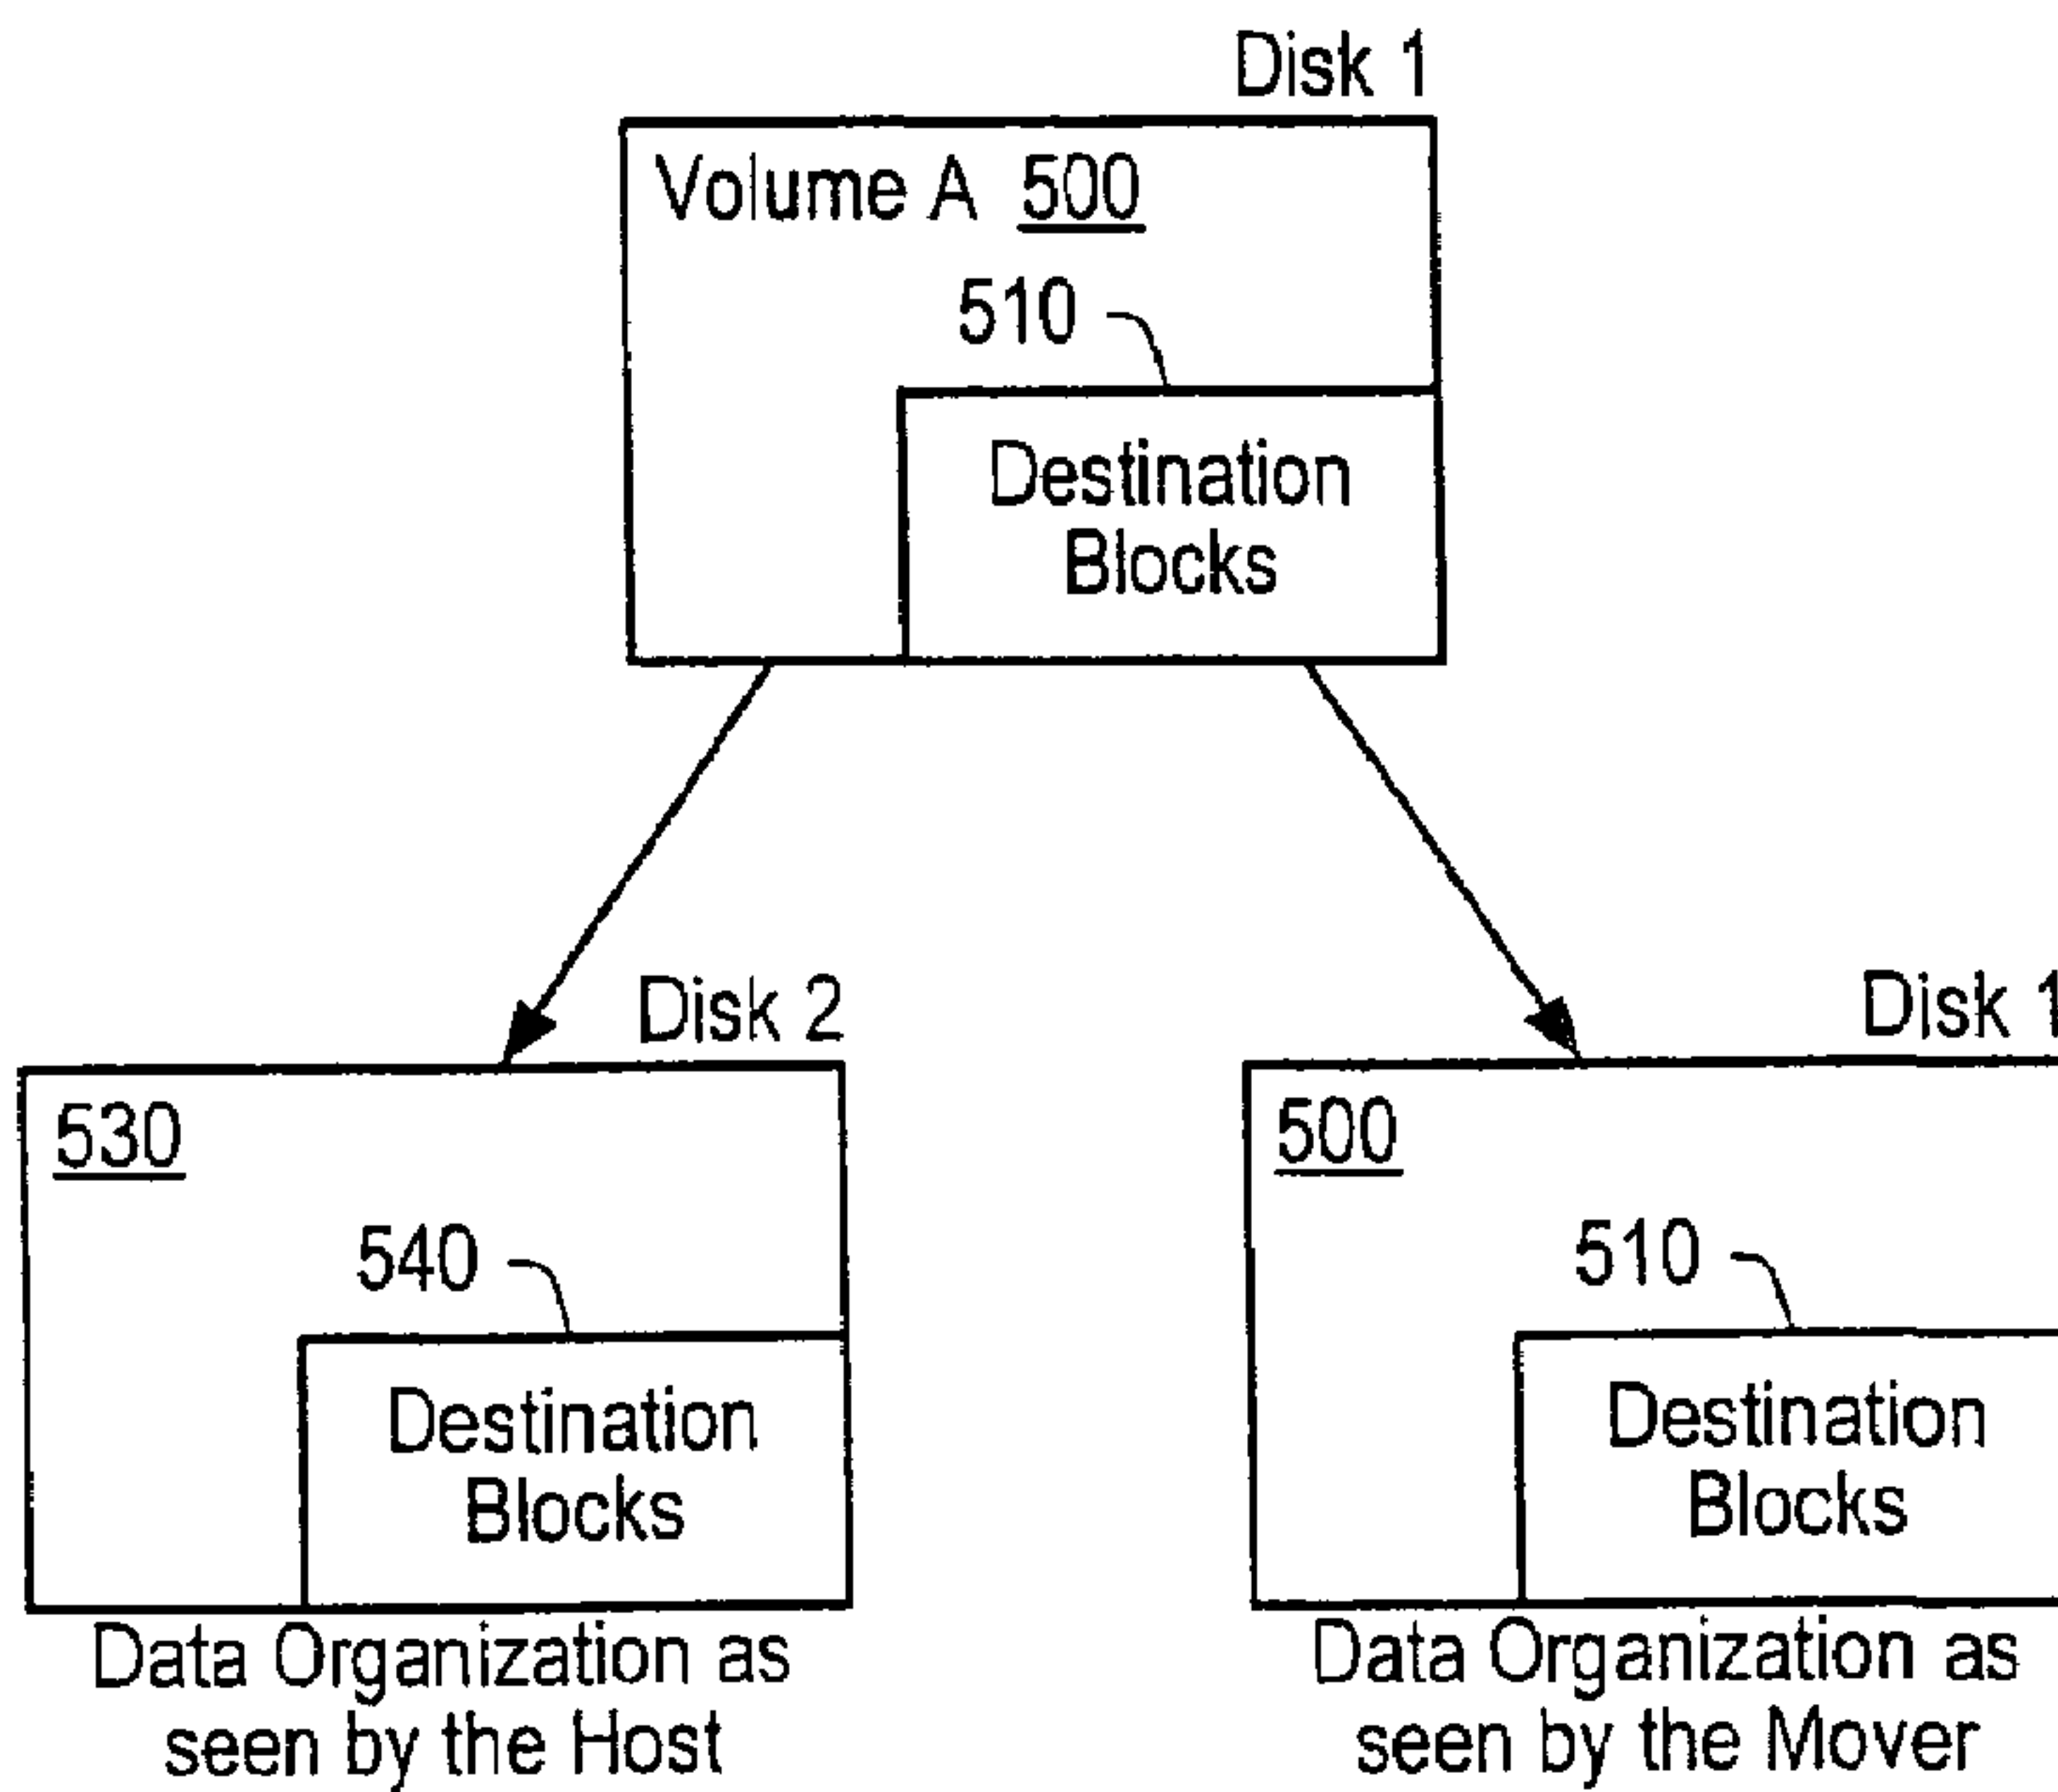 Disk 1
Volume A 500
510
Destination
Blocks
Disk 2
530
540
Destination
Blocks
Data Organization as
seen by the Host
Disk 1
500
510
Destination
Blocks
Data Organization as
seen by the Mover